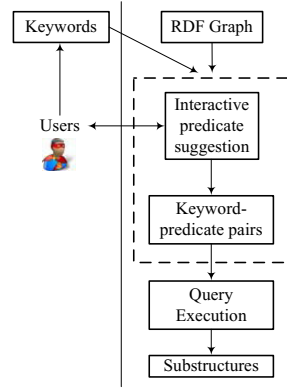 Keywords
RDF Graph
Interactive
predicate
suggestion
Users
Keyword-
predicate pairs
Query
Execution
Substructures